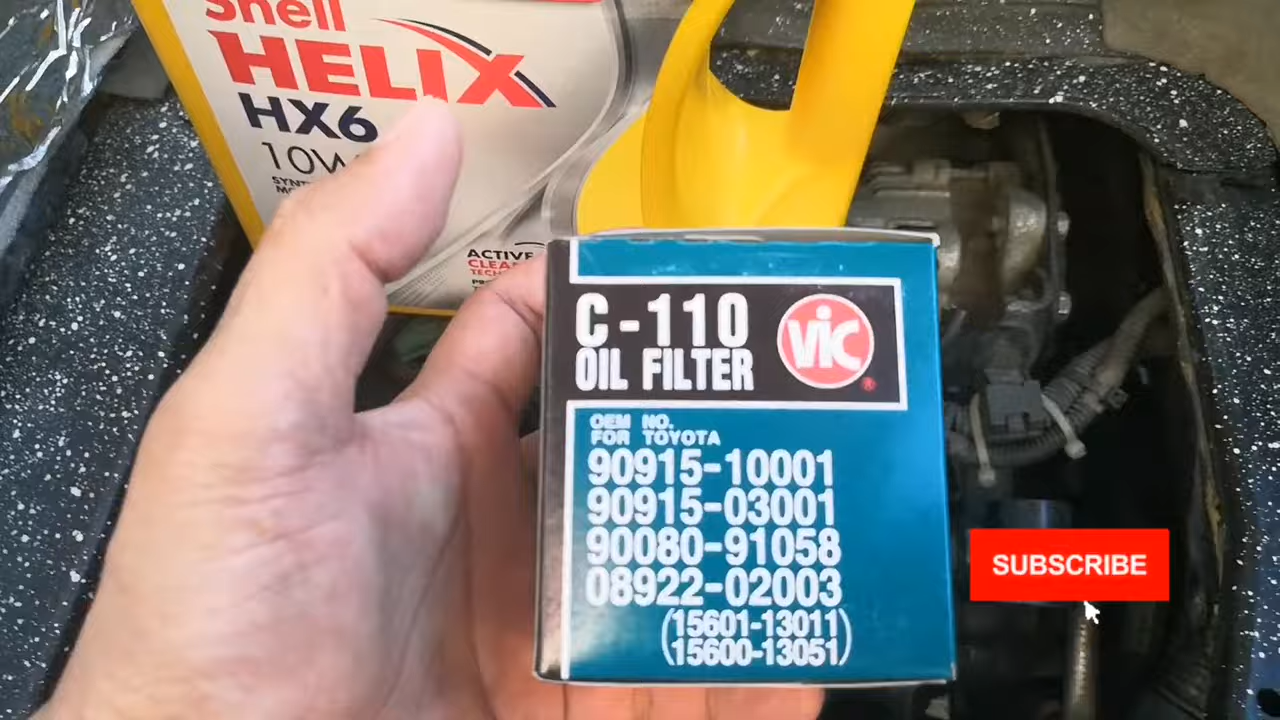 Shell
HELIX
HX6
10W
ACTIVE
C-110
OIL FILTER
VIC
®
OEM NO.
FOR TOYOTA
90915-10001
90915-03001
90080-91058
08922-02003
(15601-13011)
(15600-13051)
SUBSCRIBE